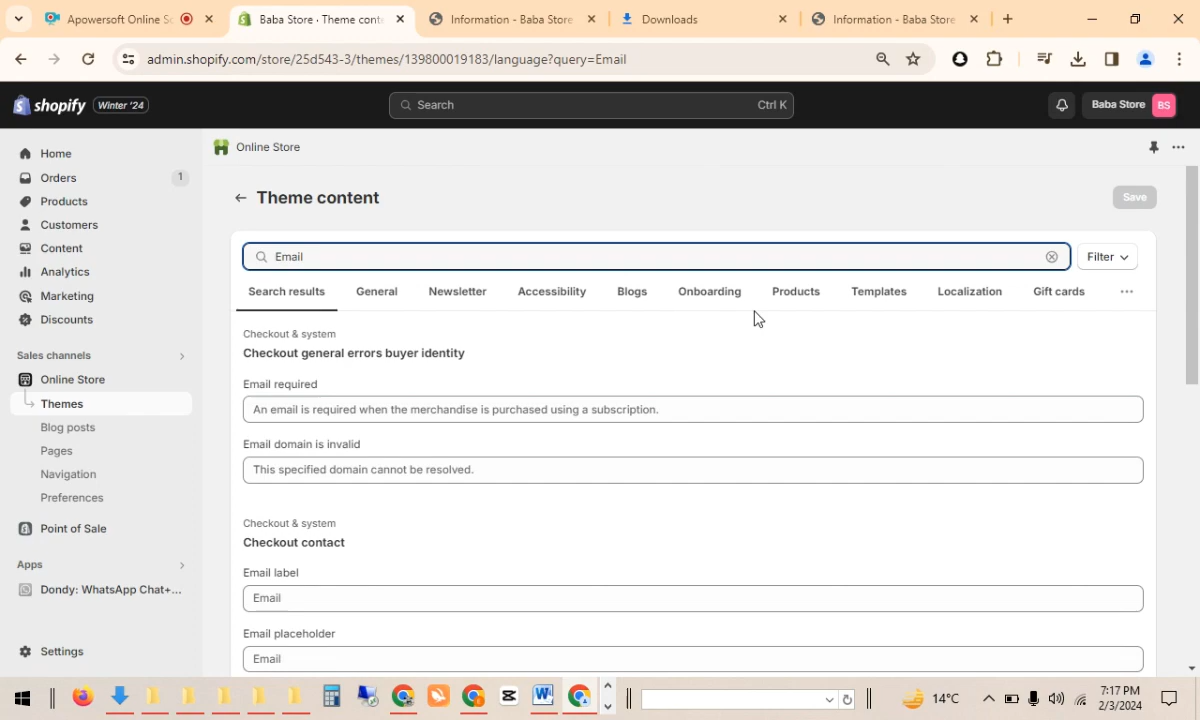 Apowersoft Online Sc
Baba Store · Theme conte
Information - Baba Store
Downloads
Information - Baba Store
admin.shopify.com/store/25d543-3/themes/139800019183/language?query=Email
shopify
Winter '24
Search
Ctrl K
Baba Store
BS
Home
Orders
1
Products
Customers
Content
Analytics
Marketing
Discounts
Sales channels
Online Store
Themes
Blog posts
Pages
Navigation
Preferences
Point of Sale
Apps
Dondy: WhatsApp Chat+...
Settings
Online Store
Theme content
Save
Email
Filter
Search results
General
Newsletter
Accessibility
Blogs
Onboarding
Products
Templates
Localization
Gift cards
Checkout & system
Checkout general errors buyer identity
Email required
An email is required when the merchandise is purchased using a subscription.
Email domain is invalid
This specified domain cannot be resolved.
Checkout & system
Checkout contact
Email label
Email
Email placeholder
Email
14°C
7:17 PM
2/3/2024